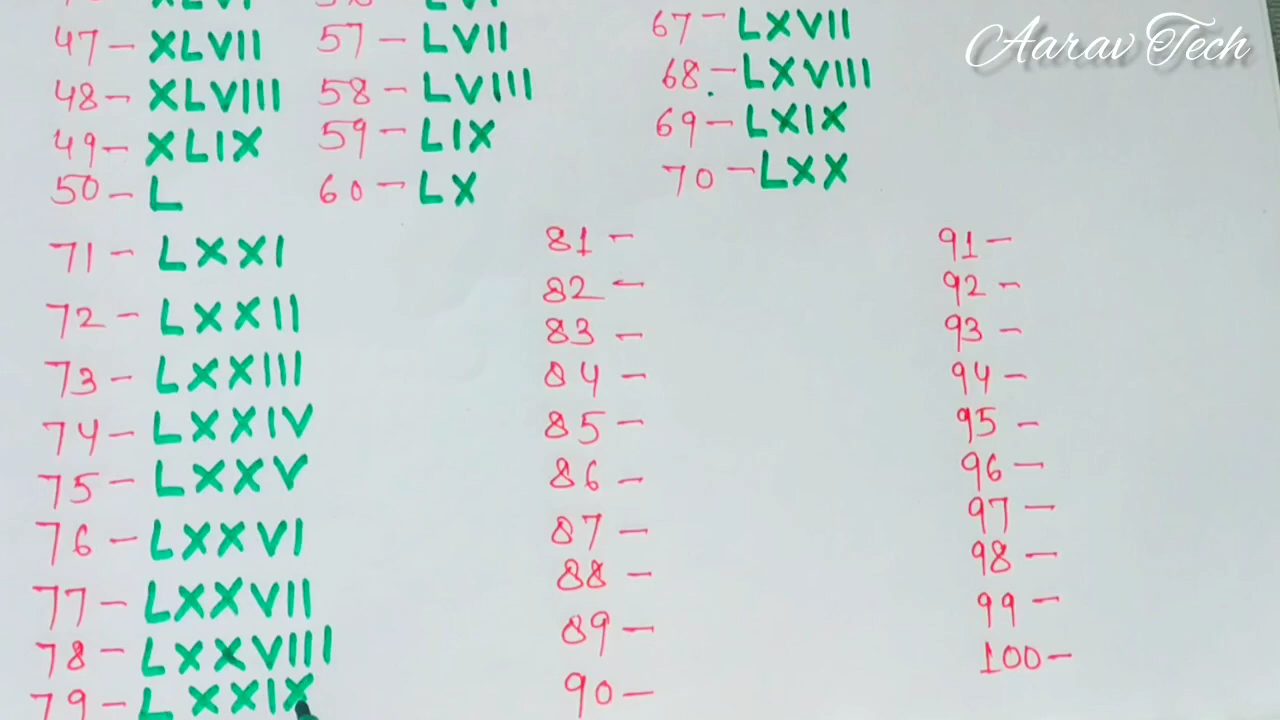 Aarav Tech
47 - XLVII
48 - XLVIII
49 - XLIX
50 - L
57 - LVII
58 - LVIII
59 - LIX
60 - LX
67 - LXVII
68 - LXVIII
69 - LXIX
70 - LXX
71 - LXXI
72 - LXXII
73 - LXXIII
74 - LXXIV
75 - LXXV
76 - LXXVI
77 - LXXVII
78 - LXXVIII
79 - LXXIX
81 -
82 -
83 -
84 -
85 -
86 -
87 -
88 -
89 -
90 -
91 -
92 -
93 -
94 -
95 -
96 -
97 -
98 -
99 -
100 -